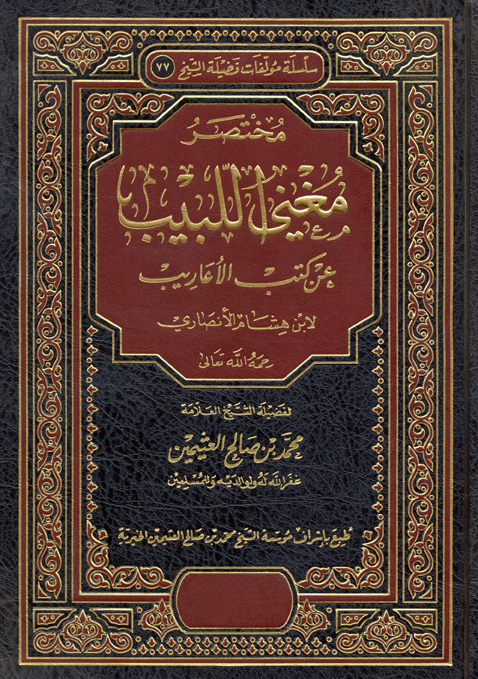 سلسلة مؤلفات فضيلة الشيخ ٧٧
مختصر
مغني اللبيب
عن كتب الأعاريب
لابن هشام الأنصاري
رحمه الله تعالى
لفضيلة الشيخ العلامة
محمد بن صالح العثيمين
غفر الله له ولوالديه وللمسلمين
طبع بإشراف مؤسسة الشيخ محمد بن صالح العثيمين الخيرية